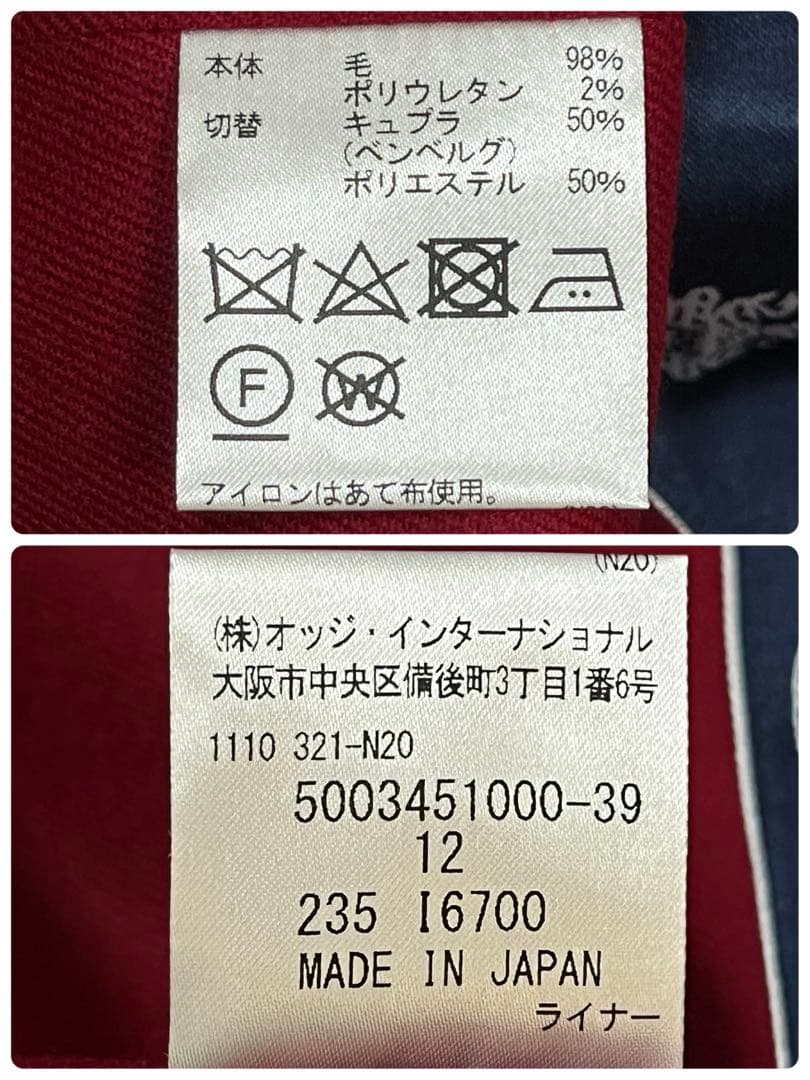 本体 毛 98%
ポリウレタン 2%
切替 キュプラ 50%
(ベンベルグ)
ポリエステル 50%
F
W
アイロンはあて布使用。
(N20)
(株)オッジ・インターナショナル
大阪市中央区備後町3丁目1番6号
1110 321-N20
5003451000-39
12
235 I6700
MADE IN JAPAN
ライナー